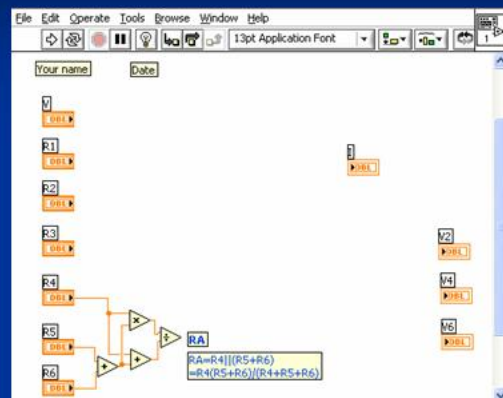 File Edit Operate Tools Browse Window Help
13pt Application Font
1
Your name Date
V
DBL
R1
DBL
I
DBL
R2
DBL
R3
DBL
V2
DBL
R4
DBL
V4
DBL
R5
DBL
× + ÷ RA
V6
DBL
RA=R4||(R5+R6)
=R4(R5+R6)/(R4+R5+R6)
R6
DBL
+